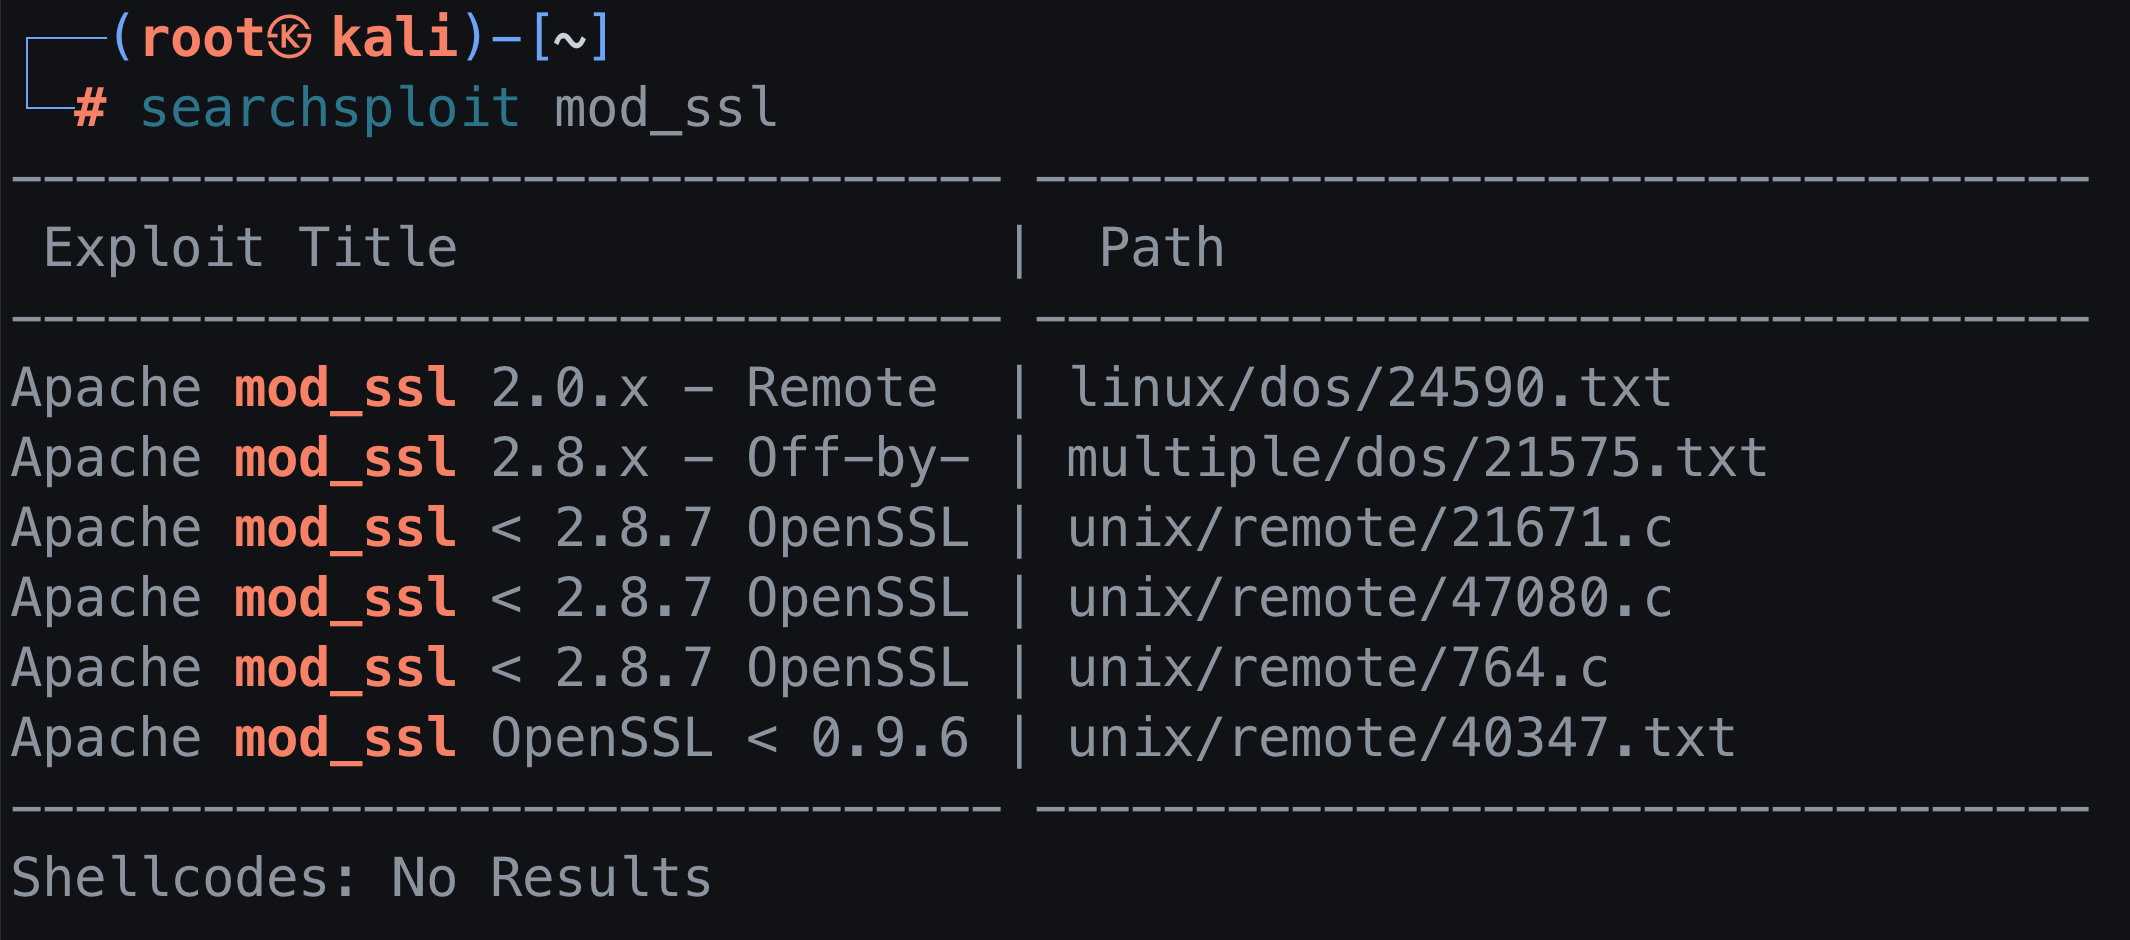 ┌──(root㉿kali)-[~]
└─# searchsploit mod_ssl
--------------------------------- ---------------------------------
 Exploit Title                   |  Path
--------------------------------- ---------------------------------
Apache mod_ssl 2.0.x - Remote  | linux/dos/24590.txt
Apache mod_ssl 2.8.x - Off-by- | multiple/dos/21575.txt
Apache mod_ssl < 2.8.7 OpenSSL | unix/remote/21671.c
Apache mod_ssl < 2.8.7 OpenSSL | unix/remote/47080.c
Apache mod_ssl < 2.8.7 OpenSSL | unix/remote/764.c
Apache mod_ssl OpenSSL < 0.9.6 | unix/remote/40347.txt
--------------------------------- ---------------------------------
Shellcodes: No Results